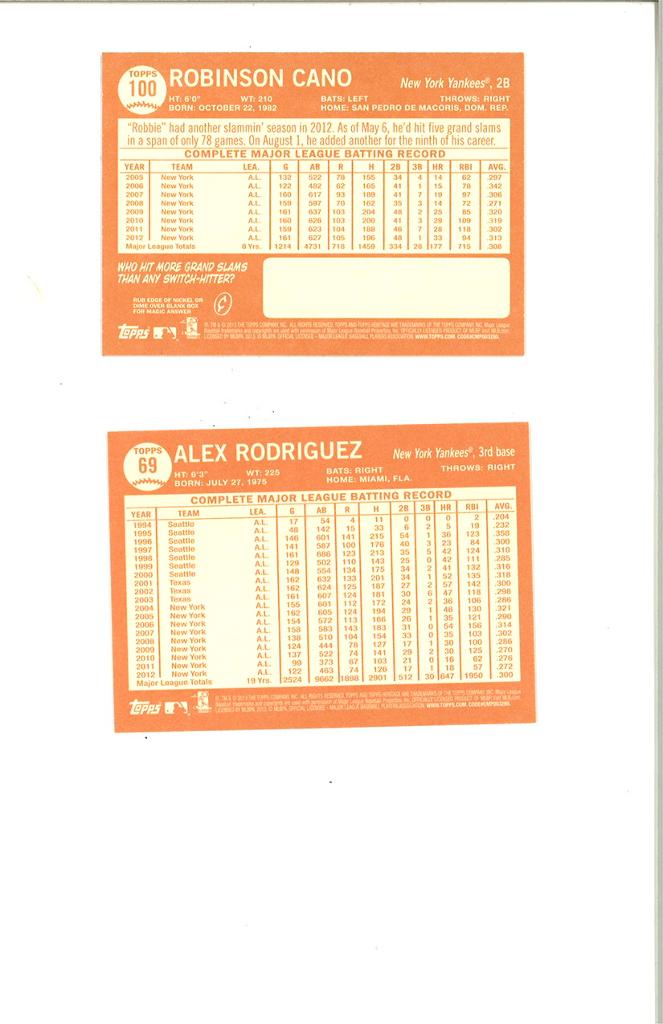 TOPPS
100
ROBINSON CANO
New York Yankees®, 2B
HT: 6'0" WT: 210 BATS: LEFT THROWS: RIGHT
BORN: OCTOBER 22, 1982 HOME: SAN PEDRO DE MACORIS, DOM. REP.
"Robbie" had another slammin' season in 2012. As of May 6, he'd hit five grand slams
in a span of only 78 games. On August 1, he added another for the ninth of his career.
COMPLETE MAJOR LEAGUE BATTING RECORD
YEAR TEAM LEA. G AB R H 2B 3B HR RBI AVG.
2005 New York A.L. 132 522 78 155 34 4 14 62 .297
2006 New York A.L. 122 482 62 165 41 1 15 78 .342
2007 New York A.L. 160 617 93 189 41 7 19 97 .306
2008 New York A.L. 159 597 70 162 35 3 14 72 .271
2009 New York A.L. 161 637 103 204 48 2 25 85 .320
2010 New York A.L. 160 626 103 200 41 3 29 109 .319
2011 New York A.L. 159 623 104 188 46 7 28 118 .302
2012 New York A.L. 161 627 105 196 48 1 33 94 .313
Major League Totals 8 Yrs. 1214 4731 718 1459 334 28 177 715 .308
WHO HIT MORE GRAND SLAMS
THAN ANY SWITCH-HITTER?
RUB EDGE OF NICKEL OR
DIME OVER BLANK BOX
FOR MAGIC ANSWER
Topps
TOPPS
69
ALEX RODRIGUEZ
New York Yankees®, 3rd base
HT: 6'3" WT: 225 BATS: RIGHT THROWS: RIGHT
BORN: JULY 27, 1975 HOME: MIAMI, FLA.
COMPLETE MAJOR LEAGUE BATTING RECORD
YEAR TEAM LEA. G AB R H 2B 3B HR RBI AVG.
1994 Seattle A.L. 17 54 4 11 0 0 0 2 .204
1995 Seattle A.L. 48 142 15 33 6 2 5 19 .232
1996 Seattle A.L. 146 601 141 215 54 1 36 123 .358
1997 Seattle A.L. 141 587 100 176 40 3 23 84 .300
1998 Seattle A.L. 161 686 123 213 35 5 42 124 .310
1999 Seattle A.L. 129 502 110 143 25 0 42 111 .285
2000 Seattle A.L. 148 554 134 175 34 2 41 132 .316
2001 Texas A.L. 162 632 133 201 34 1 52 135 .318
2002 Texas A.L. 162 624 125 187 27 2 57 142 .300
2003 Texas A.L. 161 607 124 181 30 6 47 118 .298
2004 New York A.L. 155 601 112 172 24 2 36 106 .286
2005 New York A.L. 162 605 124 194 29 1 48 130 .321
2006 New York A.L. 154 572 113 166 26 1 35 121 .290
2007 New York A.L. 158 583 143 183 31 0 54 156 .314
2008 New York A.L. 138 510 104 154 33 0 35 103 .302
2009 New York A.L. 124 444 78 127 17 1 30 100 .286
2010 New York A.L. 137 522 74 141 29 2 30 125 .270
2011 New York A.L. 99 373 67 103 21 0 16 62 .276
2012 New York A.L. 122 463 74 126 17 1 18 57 .272
Major League Totals 19 Yrs. 2524 9662 1898 2901 512 30 647 1950 .300
Topps